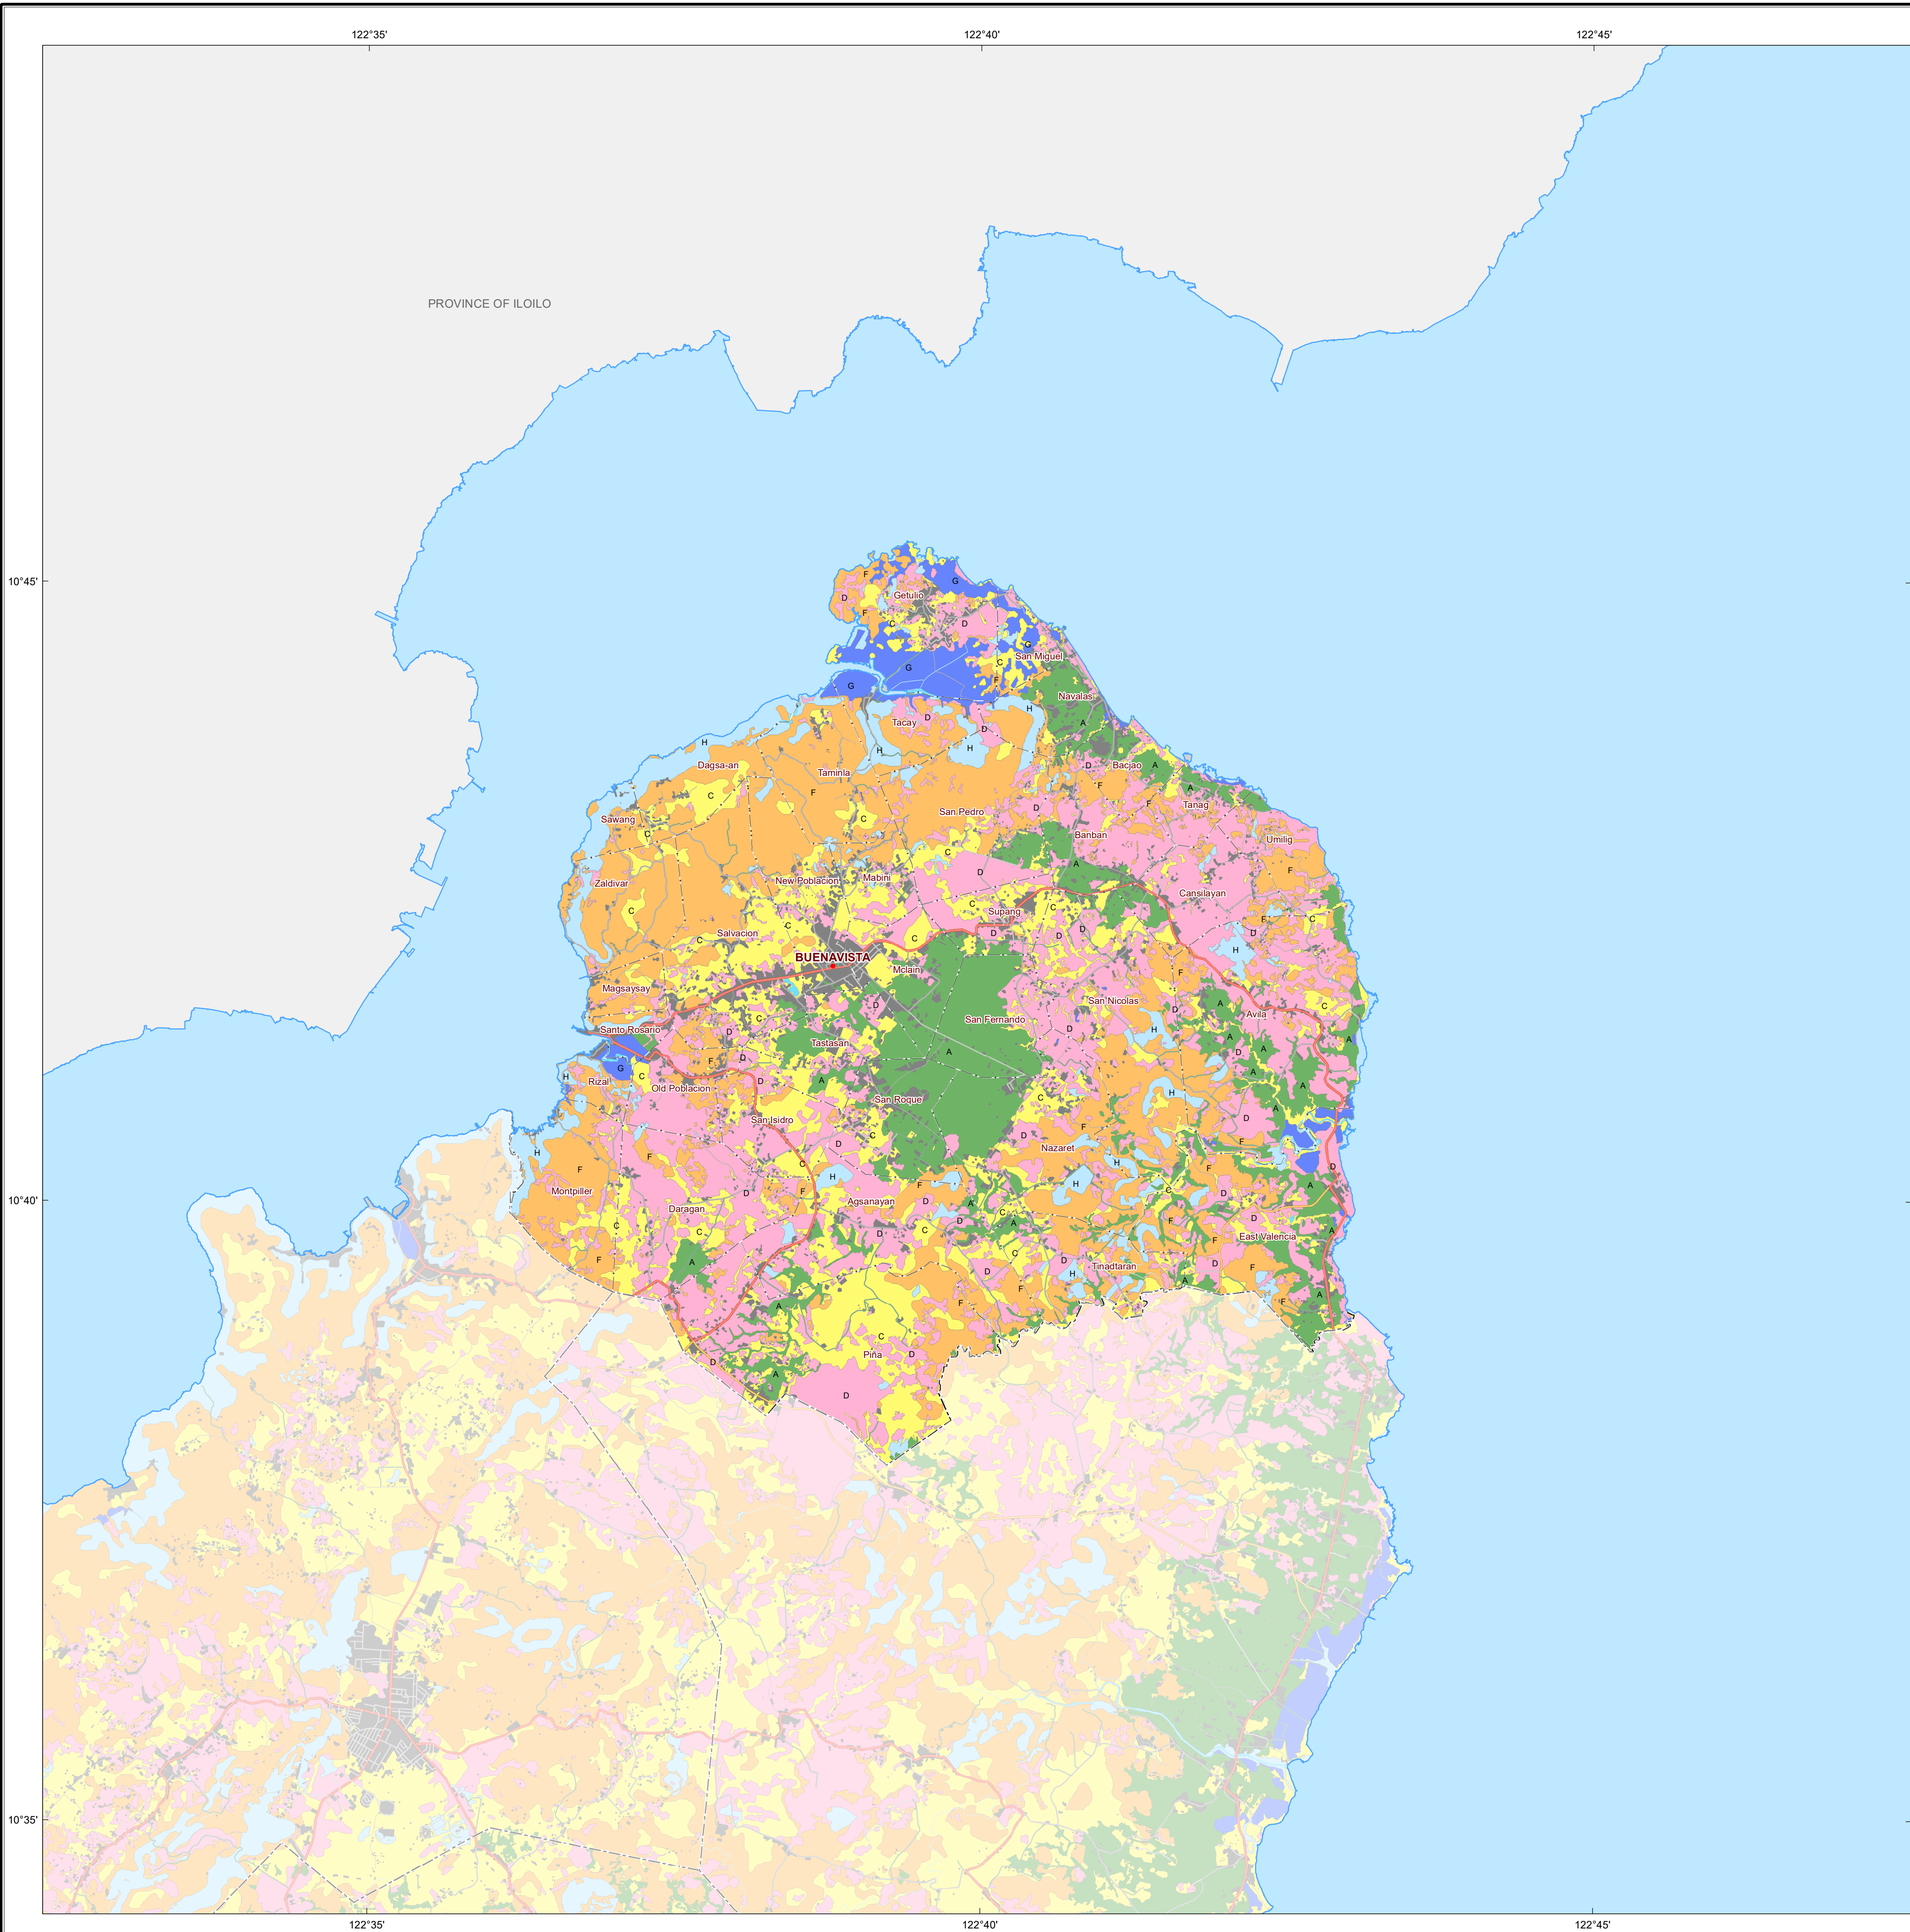 122°35'
122°40'
122°45'
PROVINCE OF ILOILO
10°45'
F
G
D
Getulio
F
C
D
G
San Miguel
C
G
F
G
Navalas
H
Tacay
D
A
D
H
H
H
Dagsa-an
D
Bacjao
A
Taminla
F
A
F
C
F
Tanag
D
San Pedro
C
Sawang
C
Banban
Umilig
C
A
D
F
Mabini
New Poblacion
Zaldivar
Cansilayan
C
C
C
Supang
F
C
C
Salvacion
D
D
D
D
C
C
H
BUENAVISTA
Mclain
F
Magsaysay
San Nicolas
A
D
C
D
Avila
C
San Fernando
Santo Rosario
D
D
H
A
A
Tastasan
A
D
A
D
F
G
A
H
C
A
A
Rizal
D
A
Old Poblacion
H
C
San Roque
A
San Isidro
D
F
C
D
D
F
Nazaret
H
F
C
H
D
F
H
H
F
A
Montpiller
D
F
F
C
D
Agsanayan
D
A
Daragan
D
C
D
F
C
A
C
C
D
A
East Valencia
F
C
D
D
A
F
D
H
Tinadtaran
F
F
A
A
F
F
A
C
Piña
D
D
A
D
10°40'
10°35'
122°35'
122°40'
122°45'